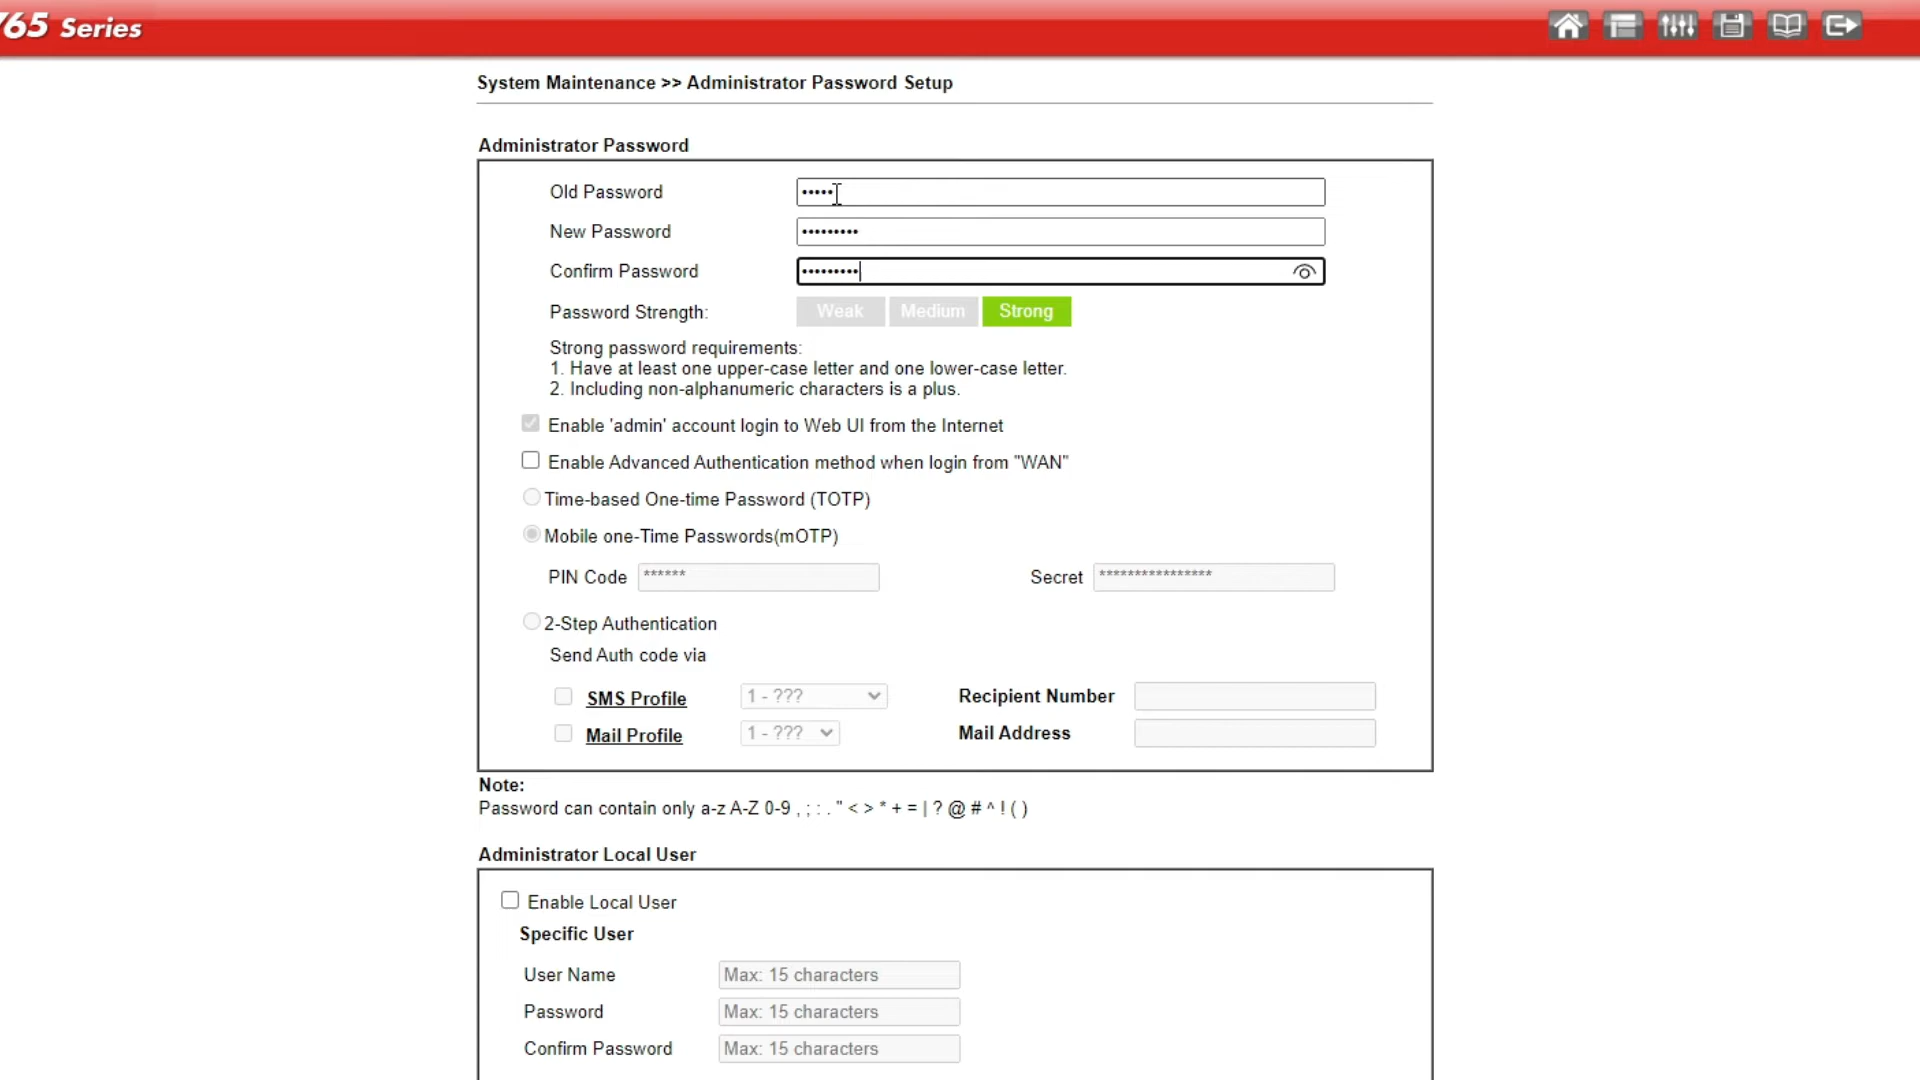 765 Series
System Maintenance >> Administrator Password Setup
Administrator Password
Old Password •••••
New Password •••••••••
Confirm Password •••••••••
Password Strength: Weak Medium Strong
Strong password requirements:
1. Have at least one upper-case letter and one lower-case letter.
2. Including non-alphanumeric characters is a plus.
Enable 'admin' account login to Web UI from the Internet
Enable Advanced Authentication method when login from "WAN"
Time-based One-time Password (TOTP)
Mobile one-Time Passwords(mOTP)
PIN Code ****** Secret ****************
2-Step Authentication
Send Auth code via
SMS Profile 1 - ??? Recipient Number
Mail Profile 1 - ??? Mail Address
Note:
Password can contain only a-z A-Z 0-9 , ; : . " < > * + = | ? @ # ^ ! ( )
Administrator Local User
Enable Local User
Specific User
User Name Max: 15 characters
Password Max: 15 characters
Confirm Password Max: 15 characters